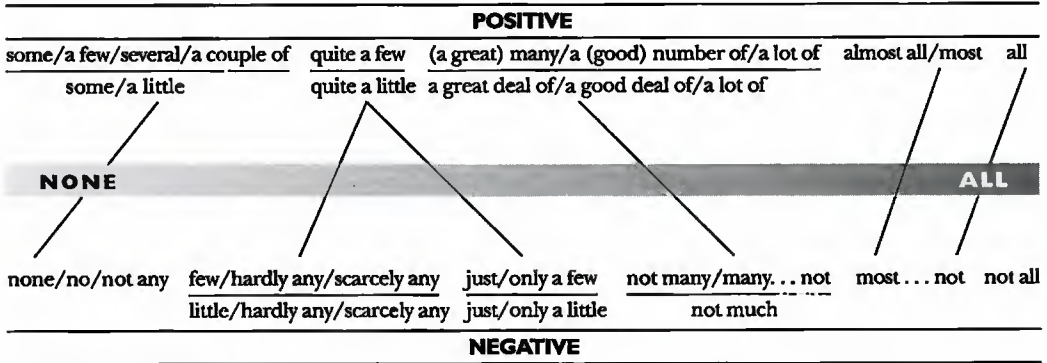 POSITIVE
some/a few/several/a couple of quite a few (a great) many/a (good) number of/a lot of almost all/most all
some/a little quite a little a great deal of/a good deal of/a lot of
NONE ALL
none/no/not any few/hardly any/scarcely any just/only a few not many/many...not most...not not all
little/hardly any/scarcely any just/only a little not much
NEGATIVE